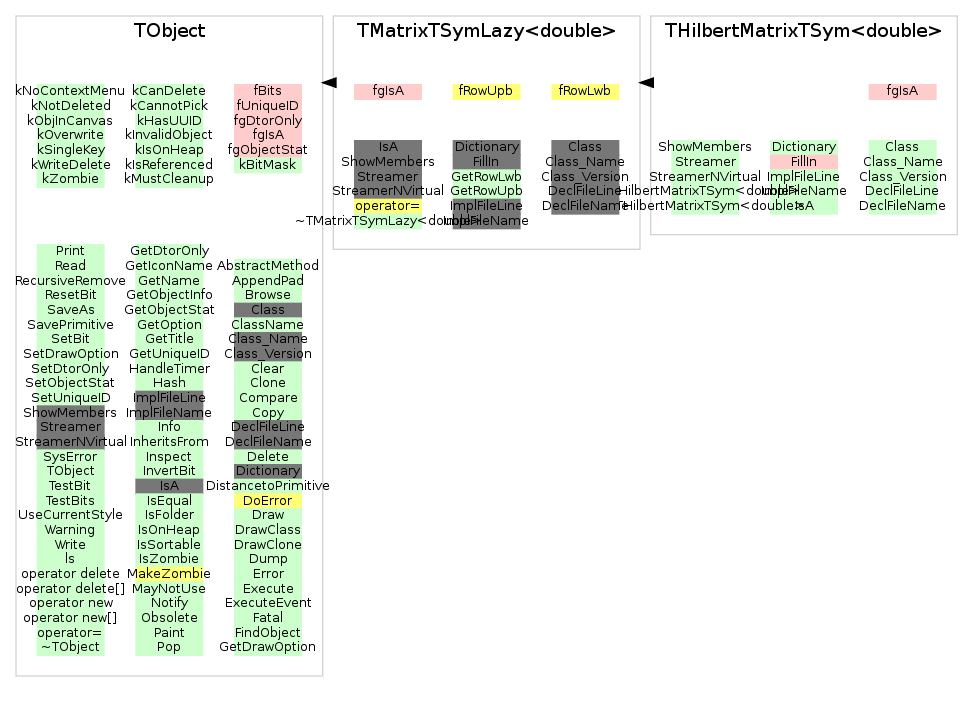 TObject
kNoContextMenu kCanDelete fBits
kNotDeleted kCannotPick fUniqueID
kObjInCanvas kHasUUID fgDtorOnly
kOverwrite kInvalidObject fgIsA
kSingleKey kIsOnHeap fgObjectStat
kWriteDelete kIsReferenced kBitMask
kZombie kMustCleanup
Print GetDtorOnly
Read GetIconName AbstractMethod
RecursiveRemove GetName AppendPad
ResetBit GetObjectInfo Browse
SaveAs GetObjectStat Class
SavePrimitive GetOption ClassName
SetBit GetTitle Class_Name
SetDrawOption GetUniqueID Class_Version
SetDtorOnly HandleTimer Clear
SetObjectStat Hash Clone
SetUniqueID ImplFileLine Compare
ShowMembers ImplFileName Copy
Streamer Info DeclFileLine
StreamerNVirtual InheritsFrom DeclFileName
SysError Inspect Delete
TObject InvertBit Dictionary
TestBit IsA DistancetoPrimitive
TestBits IsEqual DoError
UseCurrentStyle IsFolder Draw
Warning IsOnHeap DrawClass
Write IsSortable DrawClone
ls IsZombie Dump
operator delete MakeZombie Error
operator delete[] MayNotUse Execute
operator new Notify ExecuteEvent
operator new[] Obsolete Fatal
operator= Paint FindObject
~TObject Pop GetDrawOption
TMatrixTSymLazy<double>
fgIsA fRowUpb fRowLwb
IsA Dictionary Class
ShowMembers FillIn Class_Name
Streamer GetRowLwb Class_Version
StreamerNVirtual GetRowUpb DeclFileLine
operator= ImplFileLine DeclFileName
~TMatrixTSymLazy<double> ImplFileName
THilbertMatrixTSym<double>
fgIsA
ShowMembers Dictionary Class
Streamer FillIn Class_Name
StreamerNVirtual ImplFileLine Class_Version
HilbertMatrixTSym<double> ImplFileName DeclFileLine
THilbertMatrixTSym<double> IsA DeclFileName